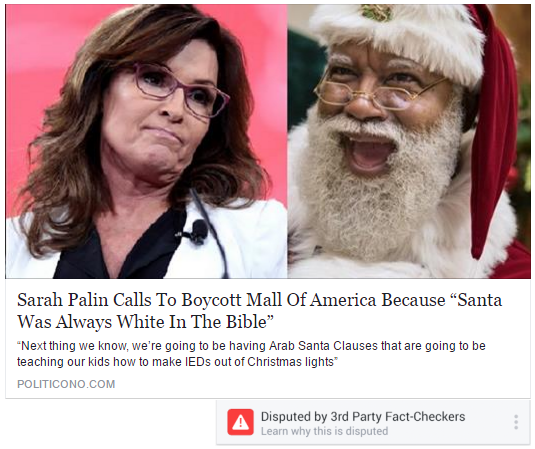 Sarah Palin Calls To Boycott Mall Of America Because “Santa
Was Always White In The Bible”
“Next thing we know, we’re going to be having Arab Santa Clauses that are going to be
teaching our kids how to make IEDs out of Christmas lights”
POLITICONO.COM
Disputed by 3rd Party Fact-Checkers
Learn why this is disputed